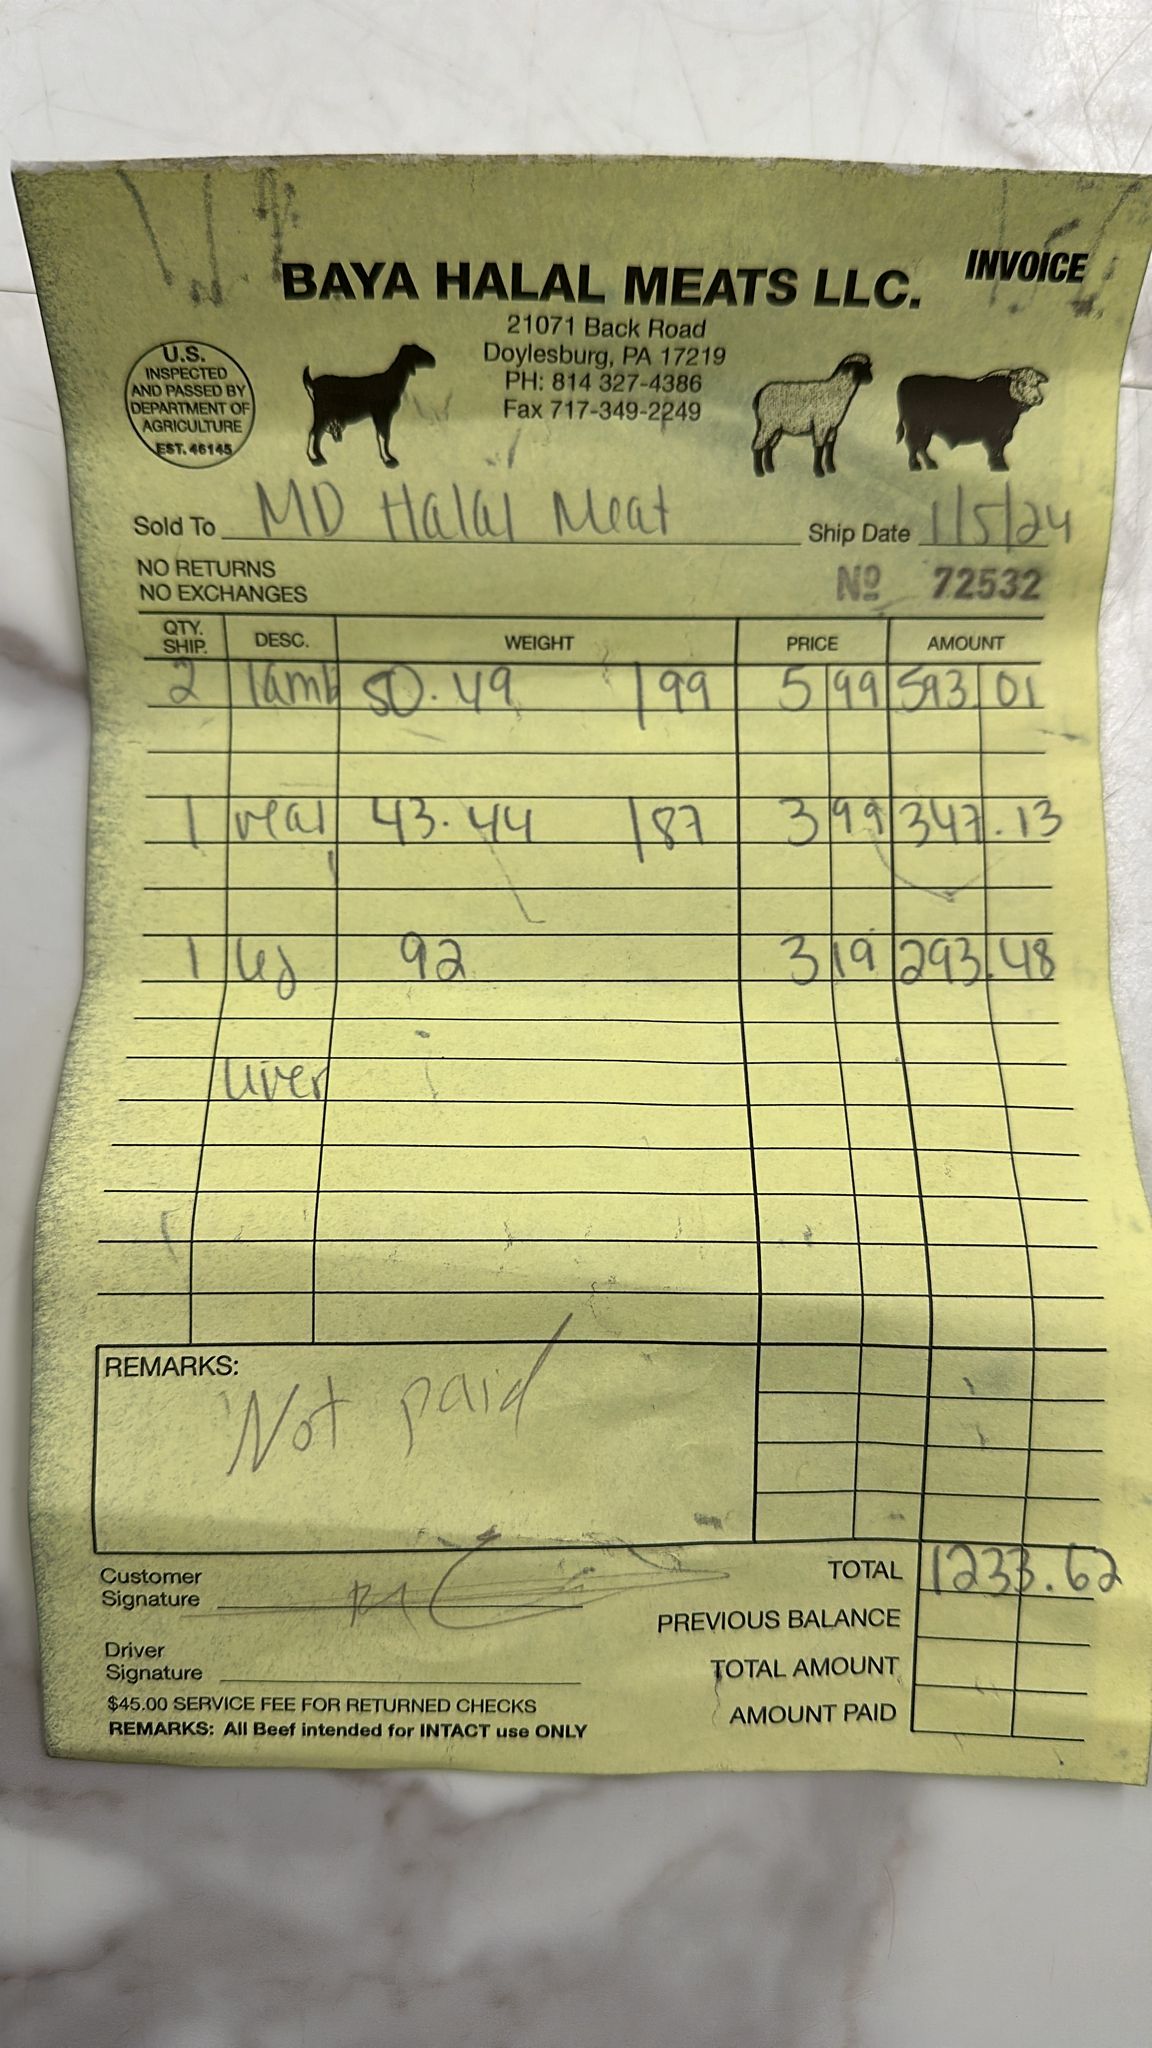 INVOICE
BAYA HALAL MEATS LLC.
21071 Back Road
Doylesburg, PA 17219
PH: 814 327-4386
Fax 717-349-2249
U.S.
INSPECTED
AND PASSED BY
DEPARTMENT OF
AGRICULTURE
EST. 46145
Sold To MD Halal Meat Ship Date 1/5/24
NO RETURNS
NO EXCHANGES
Nº 72532
QTY. SHIP. DESC. WEIGHT PRICE AMOUNT
2 lamb 50.49 | 99 5 99 593.01
1 veal 43.44 | 87 3 99 347.13
1 leg 92 3 19 293.48
liver
REMARKS:
Not paid
Customer
Signature
Driver
Signature
$45.00 SERVICE FEE FOR RETURNED CHECKS
REMARKS: All Beef intended for INTACT use ONLY
TOTAL 1233.62
PREVIOUS BALANCE
TOTAL AMOUNT
AMOUNT PAID